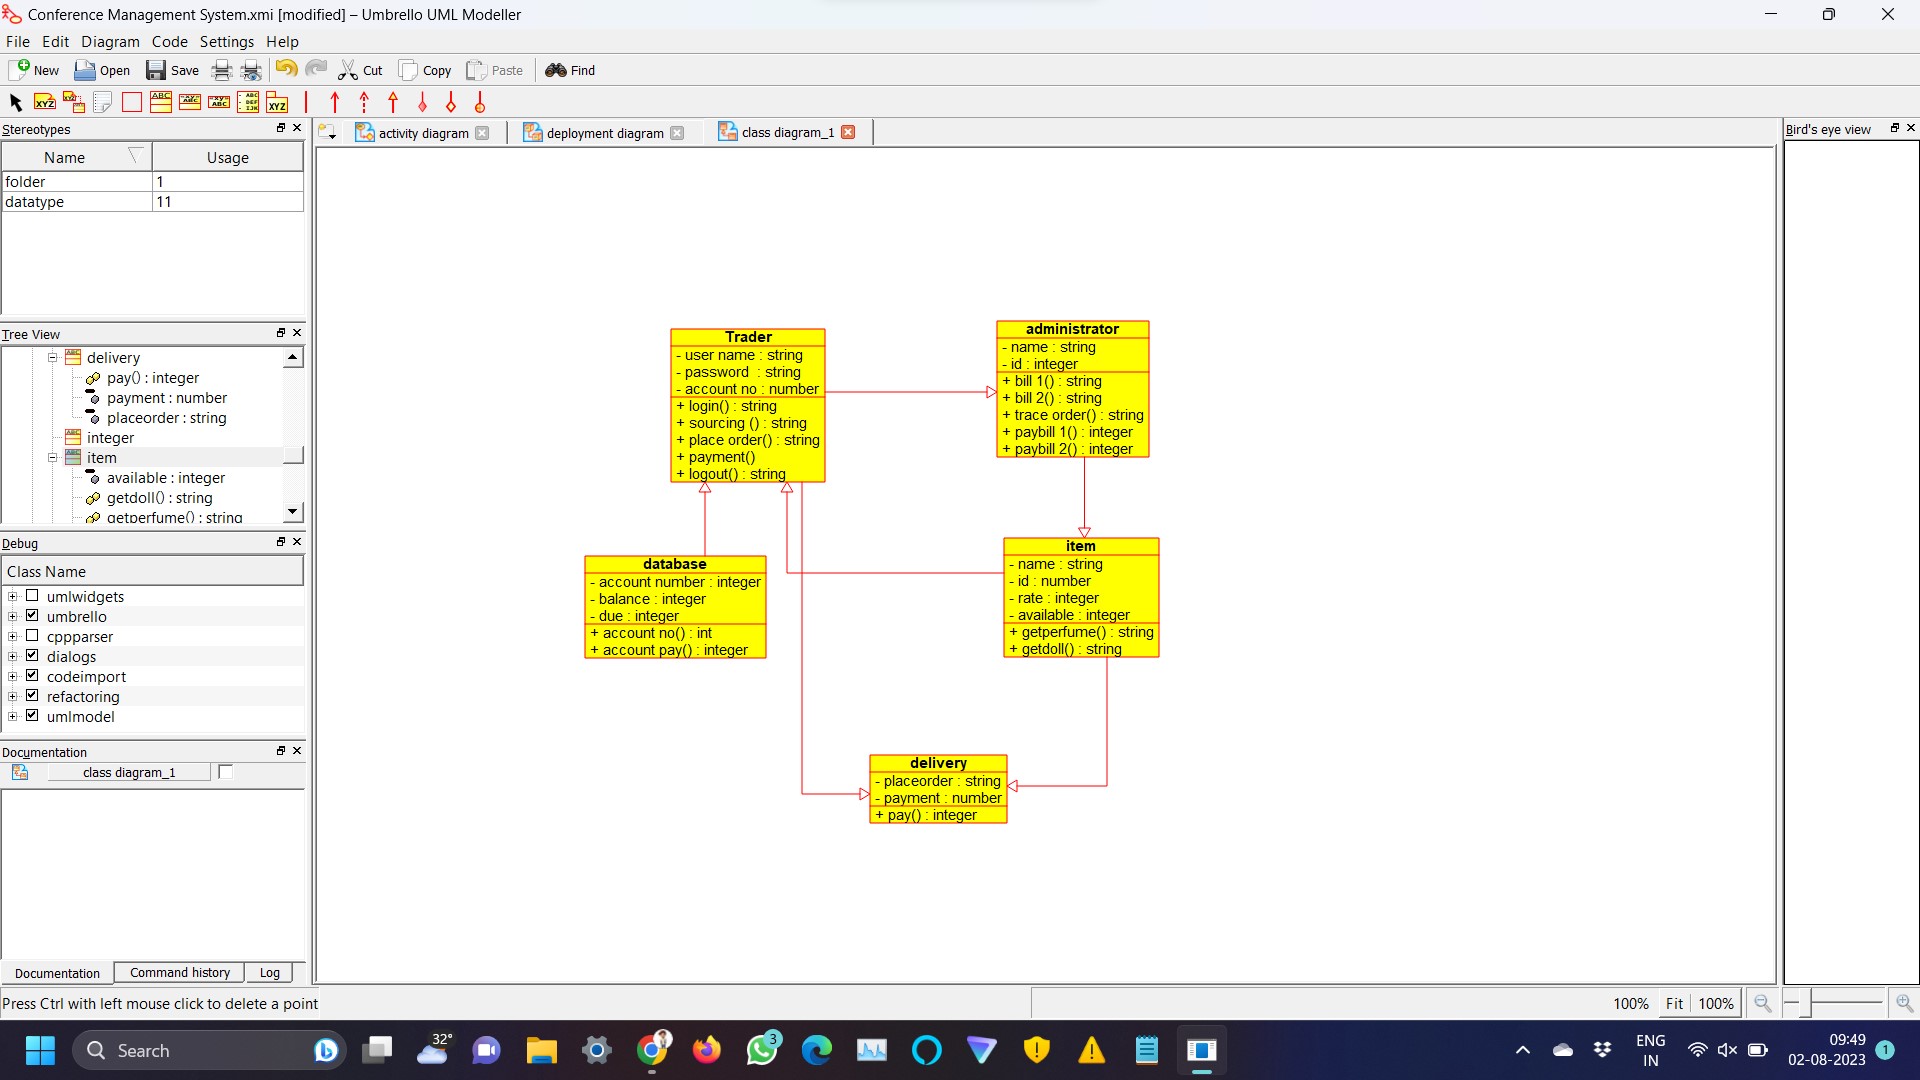 Conference Management System.xmi [modified] – Umbrello UML Modeller
File Edit Diagram Code Settings Help
New Open Save Cut Copy Paste Find
XYZ ABC XYZ
Stereotypes
Name Usage
folder 1
datatype 11
Tree View
delivery
pay() : integer
payment : number
placeorder : string
integer
item
available : integer
getdoll() : string
getperfume() : string
Debug
Class Name
umlwidgets
umbrello
cppparser
dialogs
codeimport
refactoring
umlmodel
Documentation
class diagram_1
Documentation Command history Log
activity diagram deployment diagram class diagram_1
Trader
- user name : string
- password  : string
- account no : number
+ login() : string
+ sourcing () : string
+ place order() : string
+ payment()
+ logout() : string
administrator
- name : string
- id : integer
+ bill 1() : string
+ bill 2() : string
+ trace order() : string
+ paybill 1() : integer
+ paybill 2() : integer
database
- account number : integer
- balance : integer
- due : integer
+ account no() : int
+ account pay() : integer
item
- name : string
- id : number
- rate : integer
- available : integer
+ getperfume() : string
+ getdoll() : string
delivery
- placeorder : string
- payment : number
+ pay() : integer
Bird's eye view
Press Ctrl with left mouse click to delete a point
100% Fit 100%
Search
32°
3
ENG
IN
09:49
02-08-2023
1